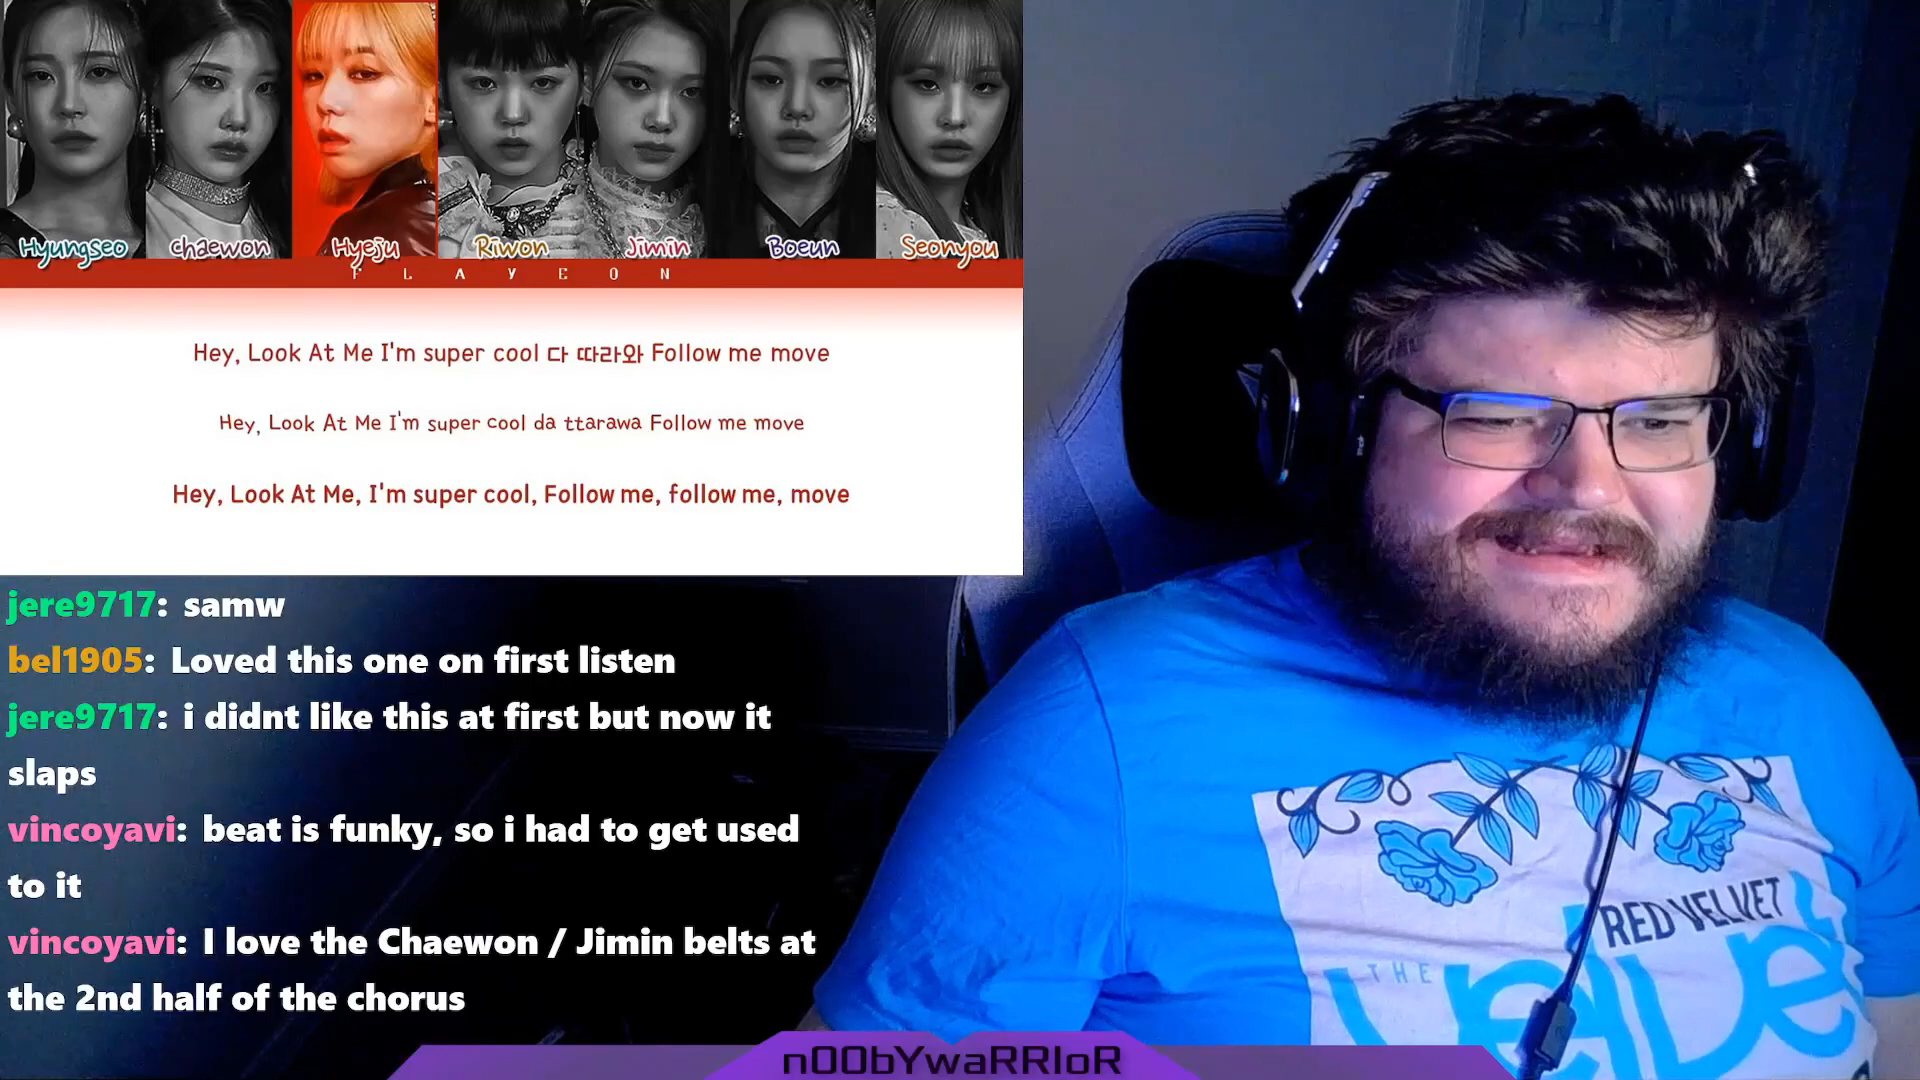 Hyungseo chaewon Hyeju Riwon Jimin Boeun Seonyou
FLAYEON
Hey, Look At Me I'm super cool 다 따라와 Follow me move
Hey, Look At Me I'm super cool da ttarawa Follow me move
Hey, Look At Me, I'm super cool, Follow me, follow me, move
jere9717: samw
bel1905: Loved this one on first listen
jere9717: i didnt like this at first but now it
slaps
vincoyavi: beat is funky, so i had to get used
to it
vincoyavi: I love the Chaewon / Jimin belts at
the 2nd half of the chorus
RED VELVET
THE
velvet
n00bYwaRRIoR